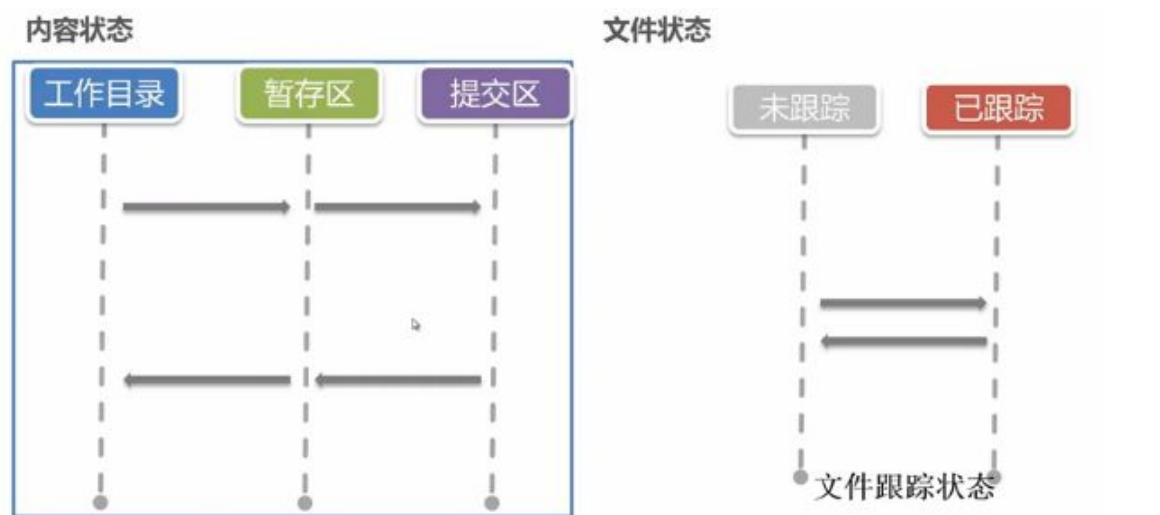 内容状态
文件状态
工作目录
暂存区
提交区
未跟踪
已跟踪
文件跟踪状态